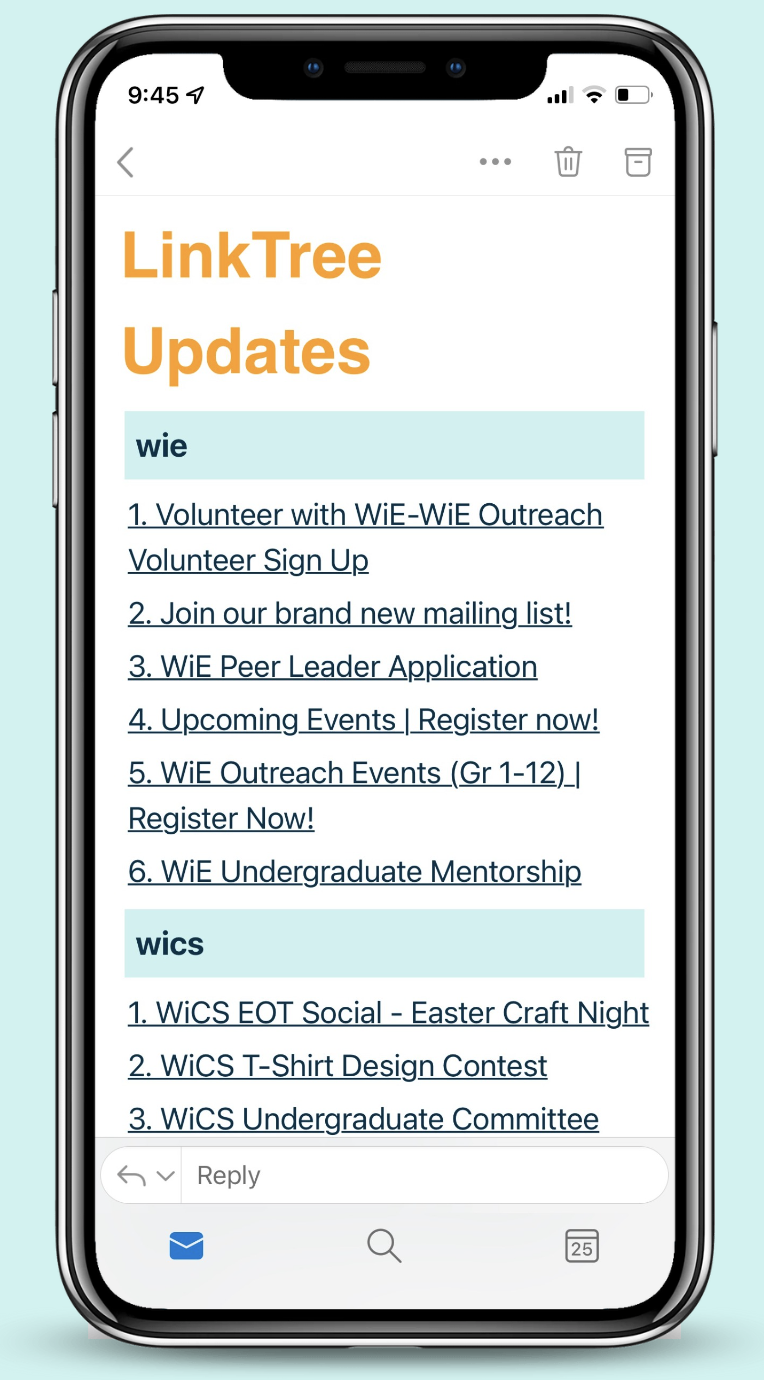 9:45
LinkTree
Updates
wie
1. Volunteer with WiE-WiE Outreach
Volunteer Sign Up
2. Join our brand new mailing list!
3. WiE Peer Leader Application
4. Upcoming Events | Register now!
5. WiE Outreach Events (Gr 1-12) |
Register Now!
6. WiE Undergraduate Mentorship
wics
1. WiCS EOT Social - Easter Craft Night
2. WiCS T-Shirt Design Contest
3. WiCS Undergraduate Committee
Reply
25